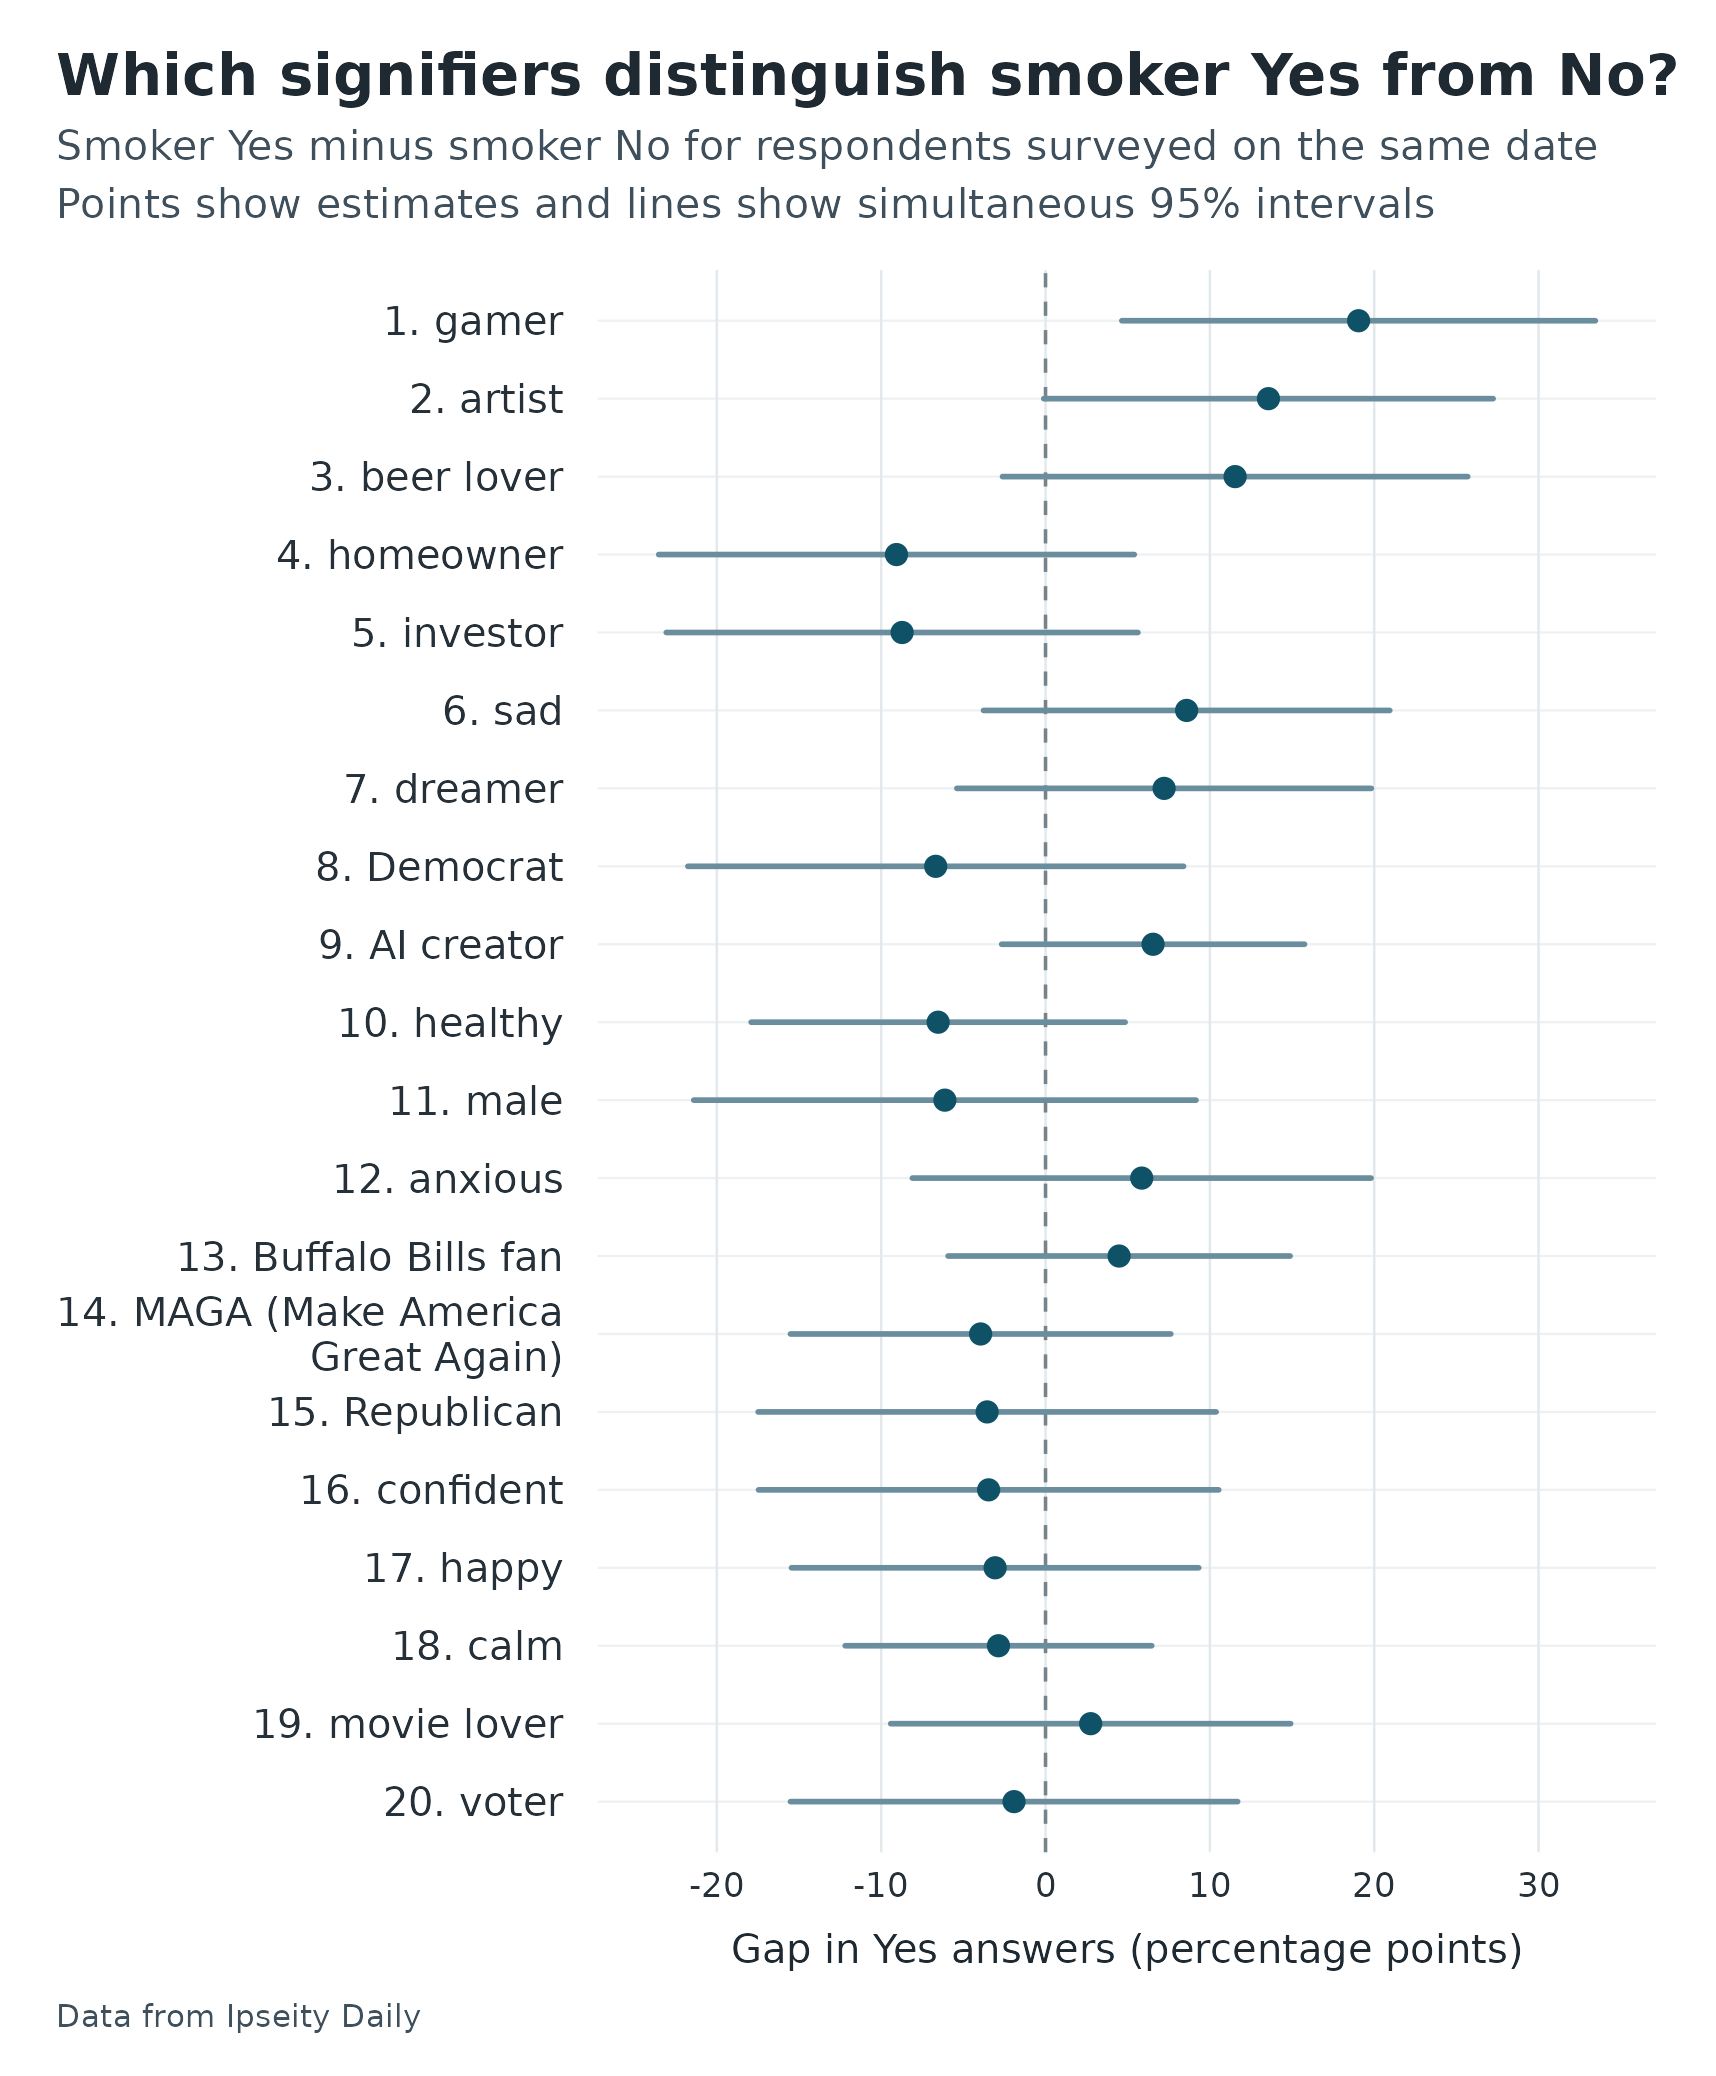 Which signifiers distinguish smoker Yes from No?
Smoker Yes minus smoker No for respondents surveyed on the same date
Points show estimates and lines show simultaneous 95% intervals
1. gamer
2. artist
3. beer lover
4. homeowner
5. investor
6. sad
7. dreamer
8. Democrat
9. AI creator
10. healthy
11. male
12. anxious
13. Buffalo Bills fan
14. MAGA (Make America
Great Again)
15. Republican
16. confident
17. happy
18. calm
19. movie lover
20. voter
-20 -10 0 10 20 30
Gap in Yes answers (percentage points)
Data from Ipseity Daily